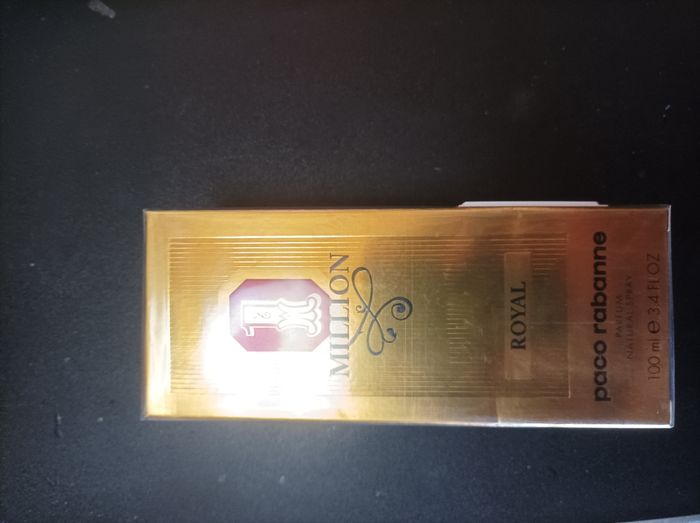 1
MILLION
ROYAL
paco rabanne
PARFUM
NATURAL SPRAY
100 ml e 3.4 FL OZ